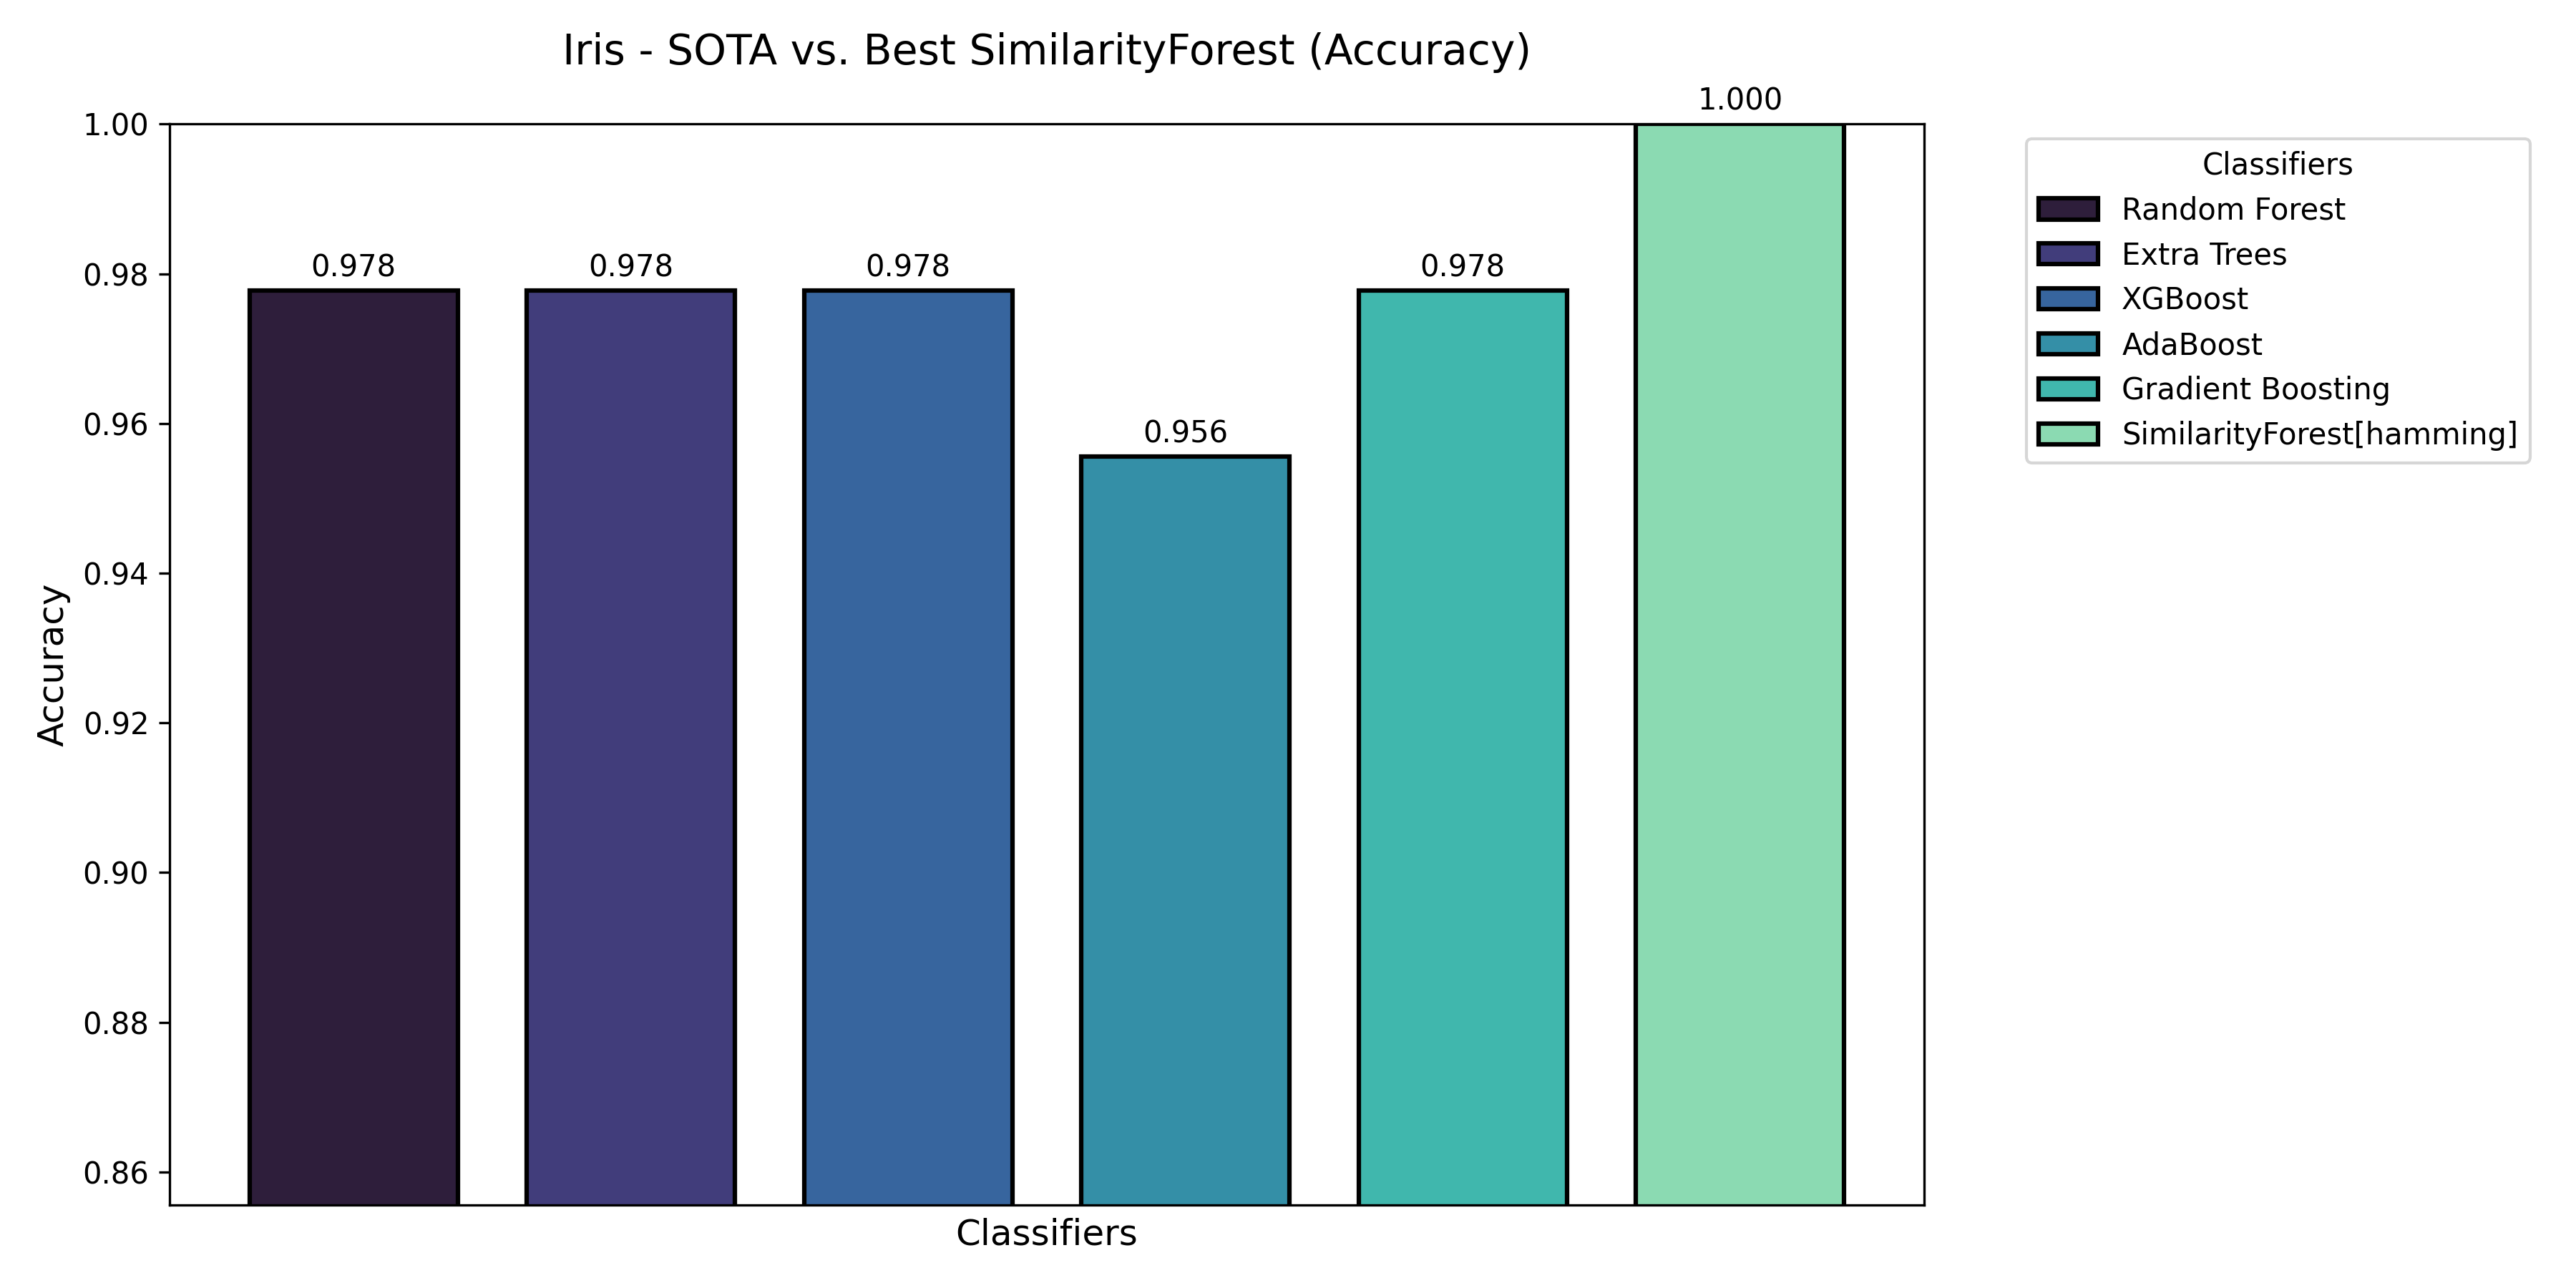 Iris - SOTA vs. Best SimilarityForest (Accuracy)
1.000
1.00
0.98
0.96
0.94
0.92
0.90
0.88
0.86
Accuracy
0.978
0.978
0.978
0.956
0.978
Classifiers
Classifiers
Random Forest
Extra Trees
XGBoost
AdaBoost
Gradient Boosting
SimilarityForest[hamming]